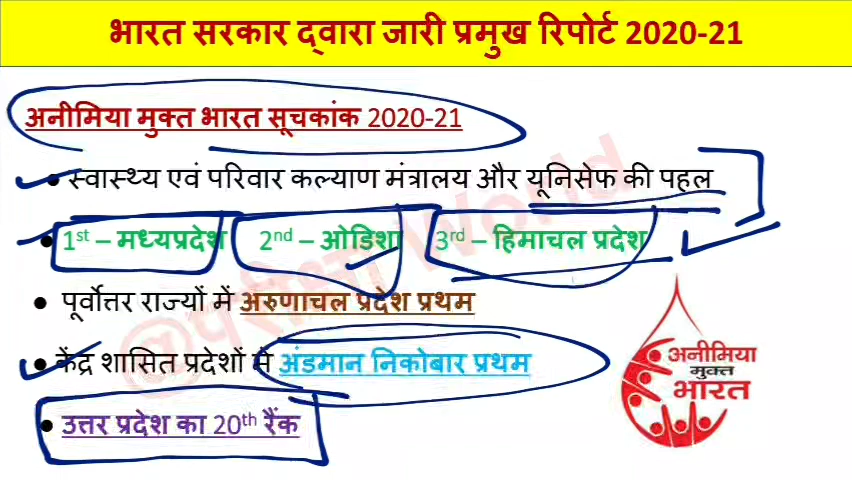 भारत सरकार द्वारा जारी प्रमुख रिपोर्ट 2020-21
अनीमिया मुक्त भारत सूचकांक 2020-21
• स्वास्थ्य एवं परिवार कल्याण मंत्रालय और यूनिसेफ की पहल
• 1st – मध्यप्रदेश 2nd – ओडिशा 3rd – हिमाचल प्रदेश
• पूर्वोत्तर राज्यों में अरुणाचल प्रदेश प्रथम
• केंद्र शासित प्रदेशों में अंडमान निकोबार प्रथम
• उत्तर प्रदेश का 20th रैंक
अनीमिया
मुक्त
भारत
@परीक्षा World